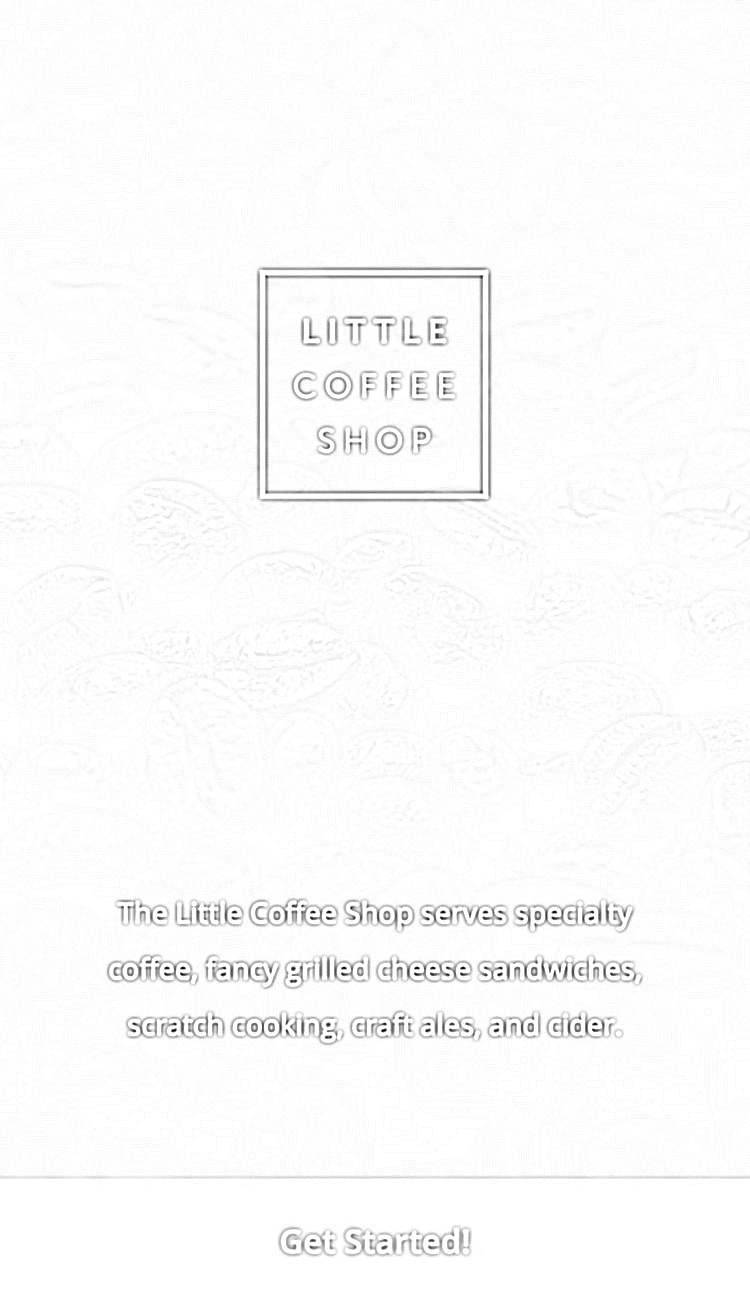 LITTLE
COFFEE
SHOP
The Little Coffee Shop serves specialty
coffee, fancy grilled cheese sandwiches,
scratch cooking, craft ales, and cider.
Get Started!